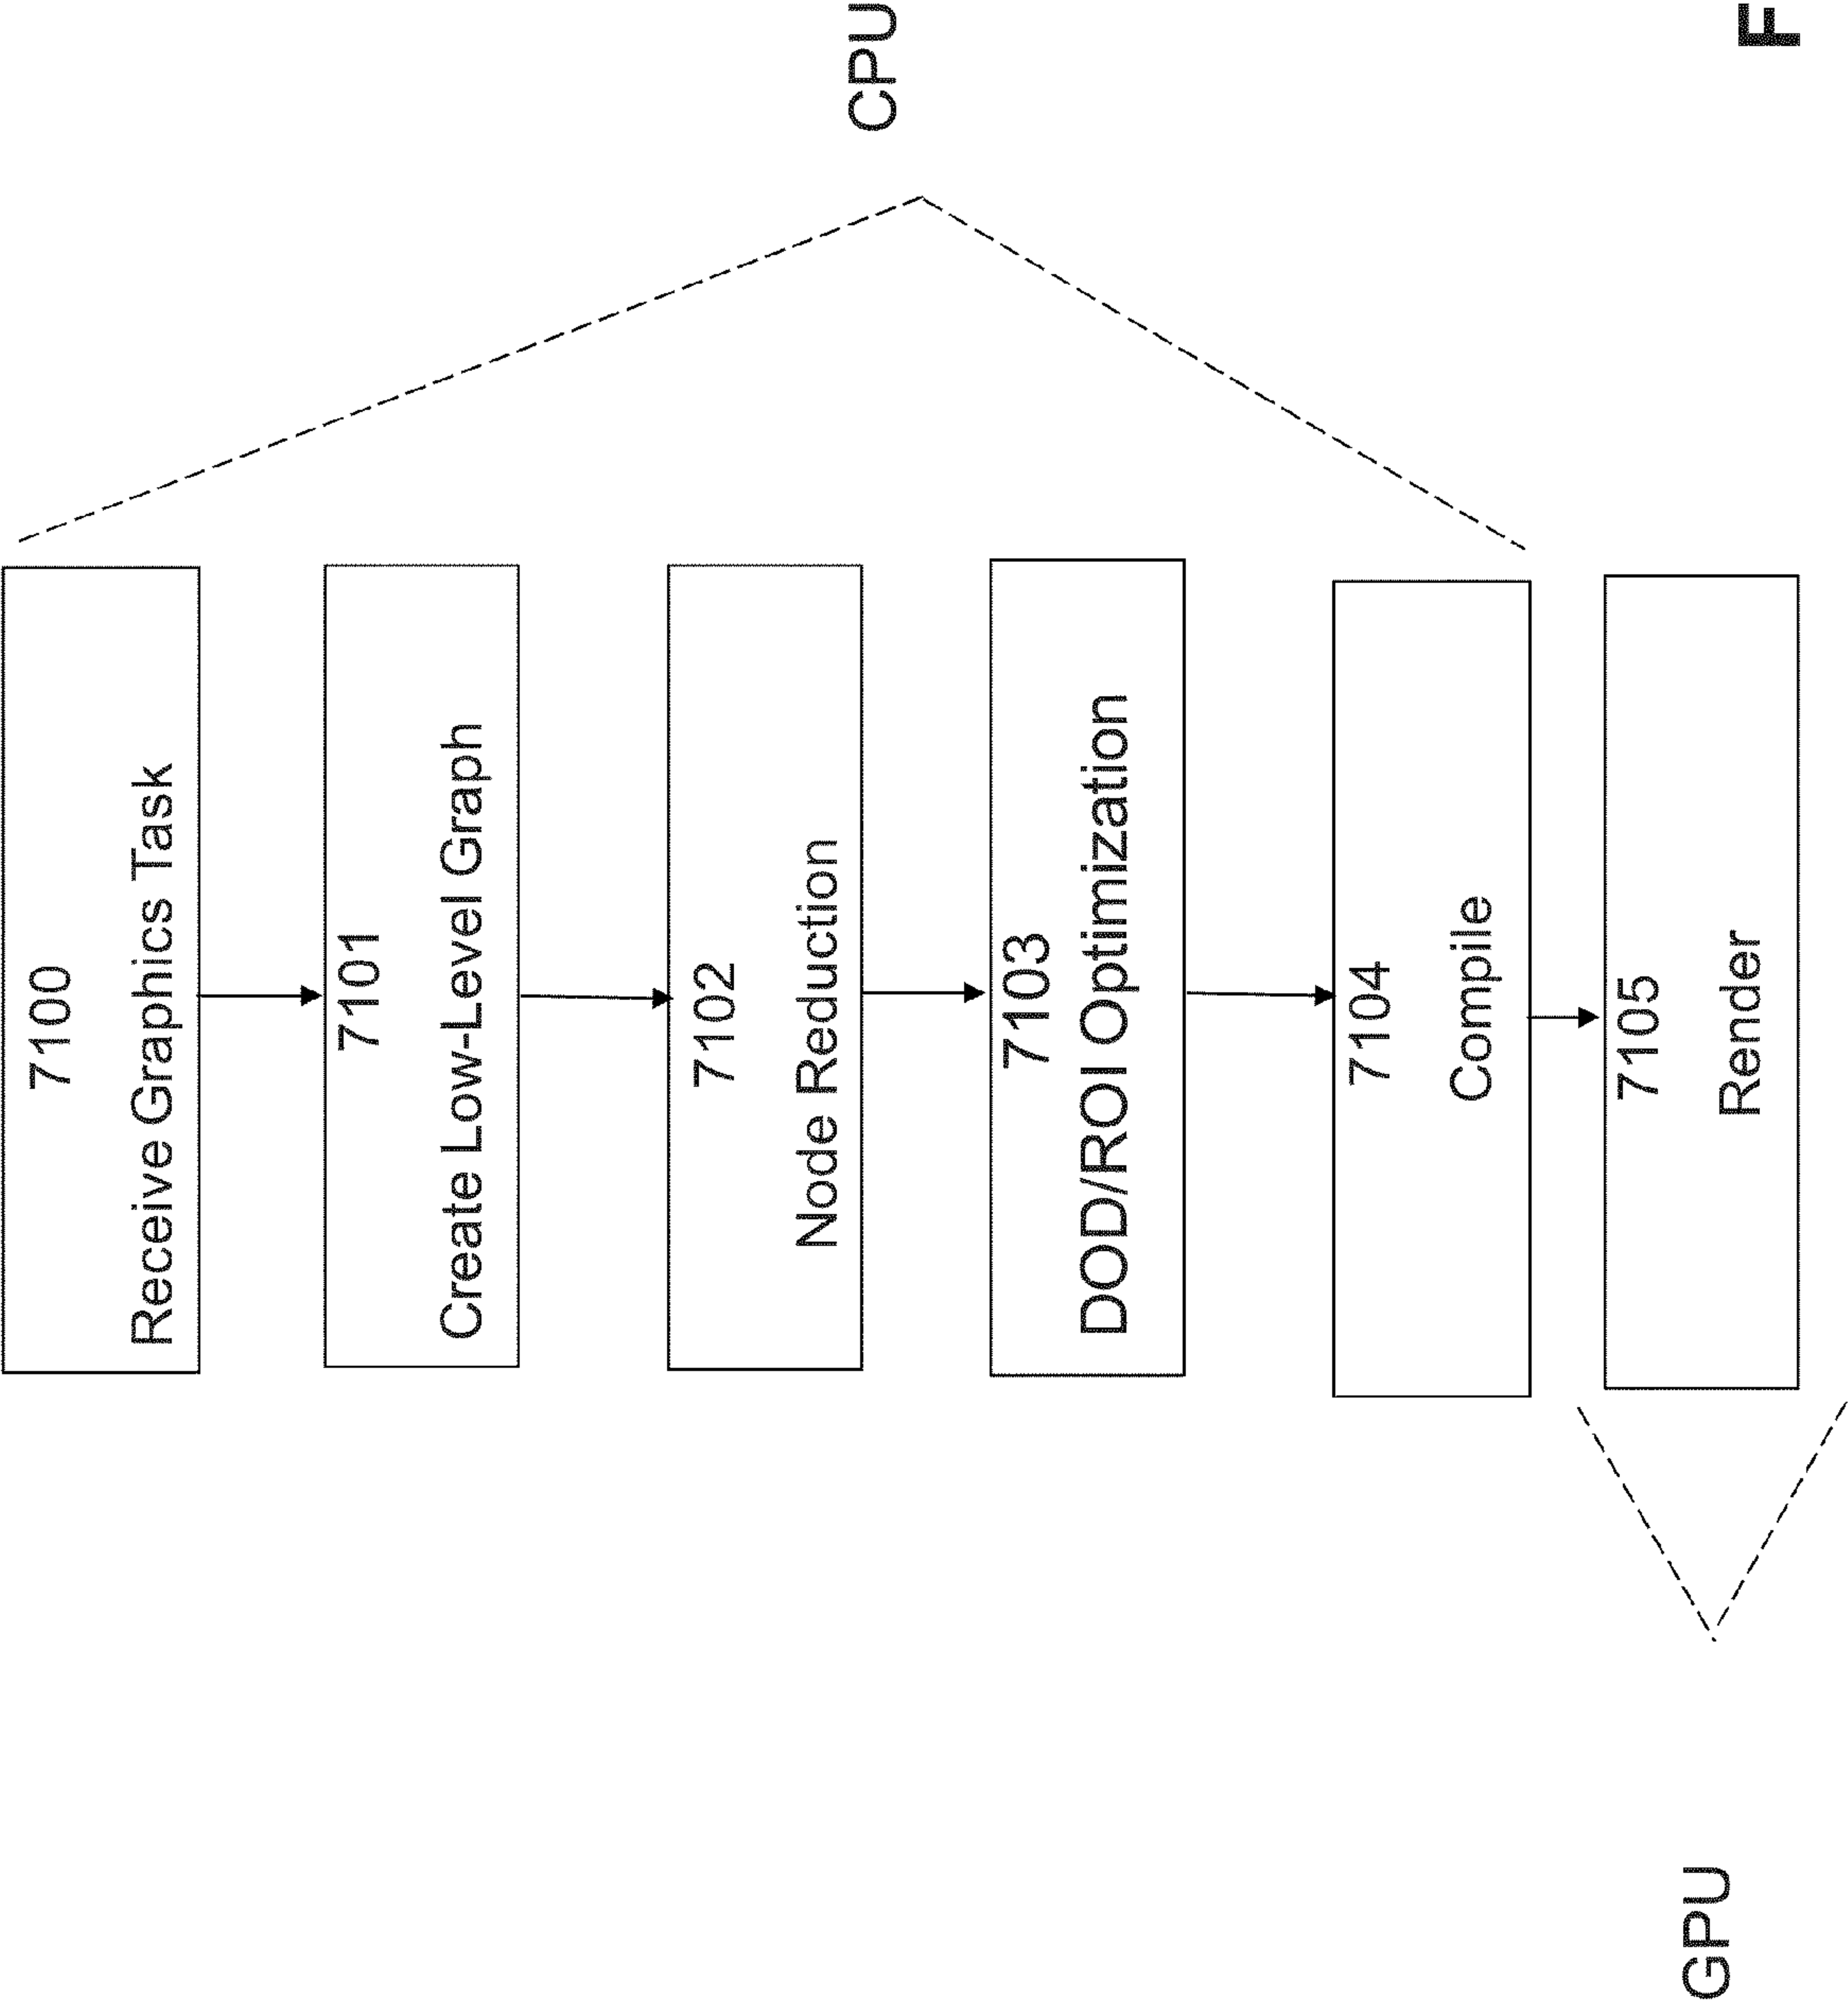 7100
Receive Graphics Task
7101
Create Low-Level Graph
7102
Node Reduction
7103
DOD/ROI Optimization
7104
Compile
7105
Render
CPU
GPU
F